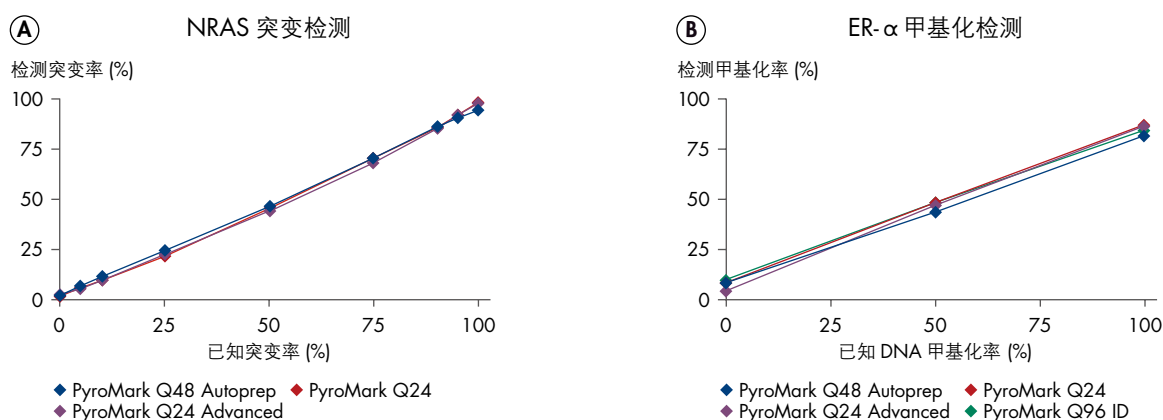 A
NRAS 突变检测
检测突变率 (%)
100
75
50
25
0
0 25 50 75 100
已知突变率 (%)
PyroMark Q48 Autoprep PyroMark Q24
PyroMark Q24 Advanced
B
ER-α 甲基化检测
检测甲基化率 (%)
100
75
50
25
0
0 25 50 75 100
已知 DNA 甲基化率 (%)
PyroMark Q48 Autoprep PyroMark Q24
PyroMark Q24 Advanced PyroMark Q96 ID